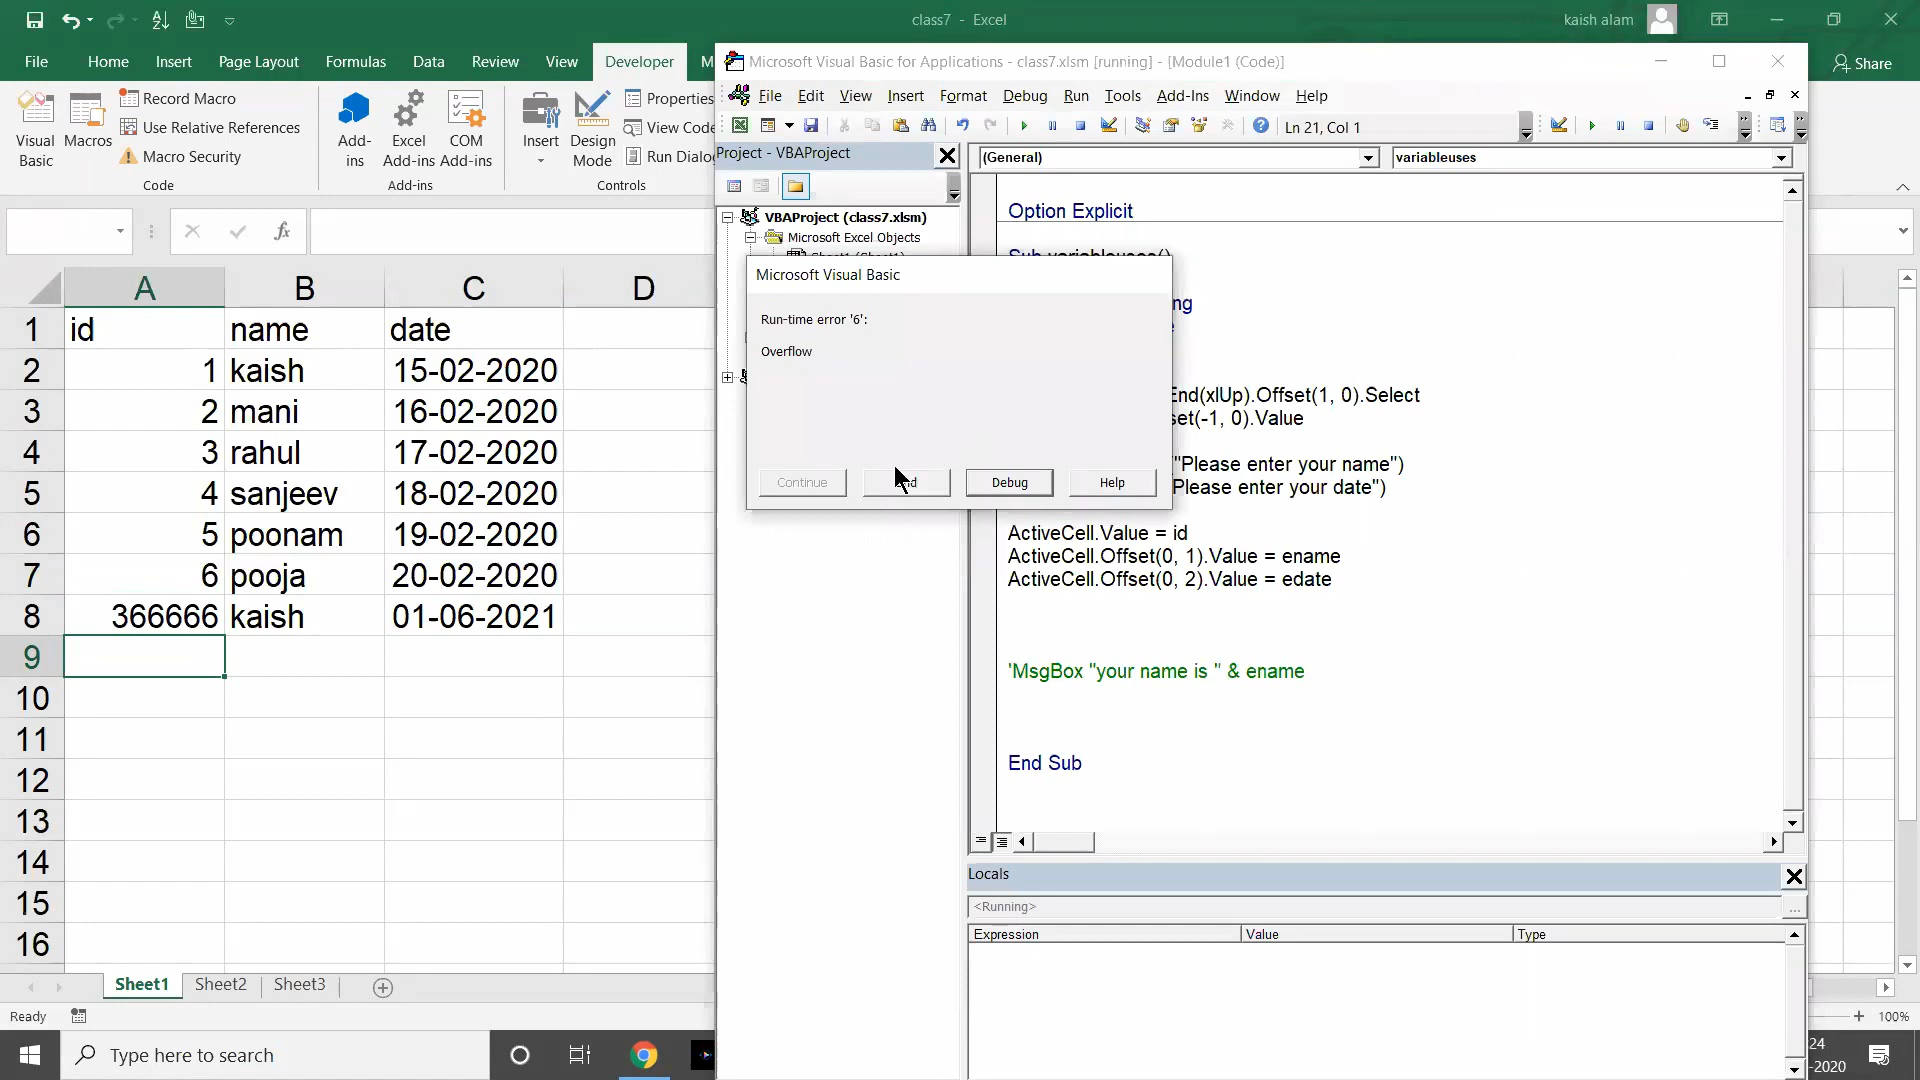 class7 - Excel
kaish alam
File Home Insert Page Layout Formulas Data Review View Developer M
Share
Visual Basic
Macros
Record Macro
Use Relative References
Macro Security
Code
Add-ins
Excel Add-ins
COM Add-ins
Add-ins
Insert
Design Mode
Properties
View Code
Run Dialog
Controls
fx
A B C D
1 id name date
2 1 kaish 15-02-2020
3 2 mani 16-02-2020
4 3 rahul 17-02-2020
5 4 sanjeev 18-02-2020
6 5 poonam 19-02-2020
7 6 pooja 20-02-2020
8 366666 kaish 01-06-2021
9
10
11
12
13
14
15
16
Sheet1 Sheet2 Sheet3
Ready
100%
Type here to search
24
-2020
Microsoft Visual Basic for Applications - class7.xlsm [running] - [Module1 (Code)]
File Edit View Insert Format Debug Run Tools Add-Ins Window Help
Ln 21, Col 1
Project - VBAProject
VBAProject (class7.xlsm)
Microsoft Excel Objects
(General)
variableuses
Option Explicit
Sub variableuses()
ng
End(xlUp).Offset(1, 0).Select
set(-1, 0).Value
"Please enter your name")
Please enter your date")
ActiveCell.Value = id
ActiveCell.Offset(0, 1).Value = ename
ActiveCell.Offset(0, 2).Value = edate
'MsgBox "your name is " & ename
End Sub
Microsoft Visual Basic
Run-time error '6':
Overflow
Continue
Debug
Help
Locals
<Running>
...
Expression Value Type